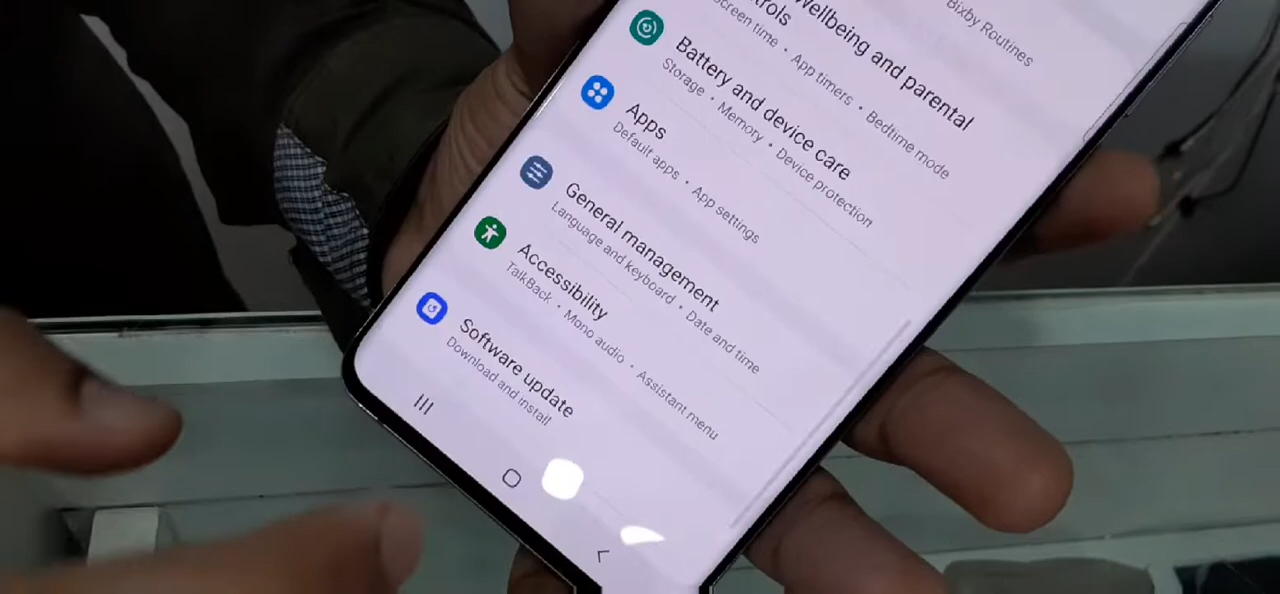 Bixby Routines
Wellbeing and parental
Screen time • App timers • Bedtime mode
Battery and device care
Storage • Memory • Device protection
Apps
Default apps • App settings
General management
Language and keyboard • Date and time
Accessibility
TalkBack • Mono audio • Assistant menu
Software update
Download and install